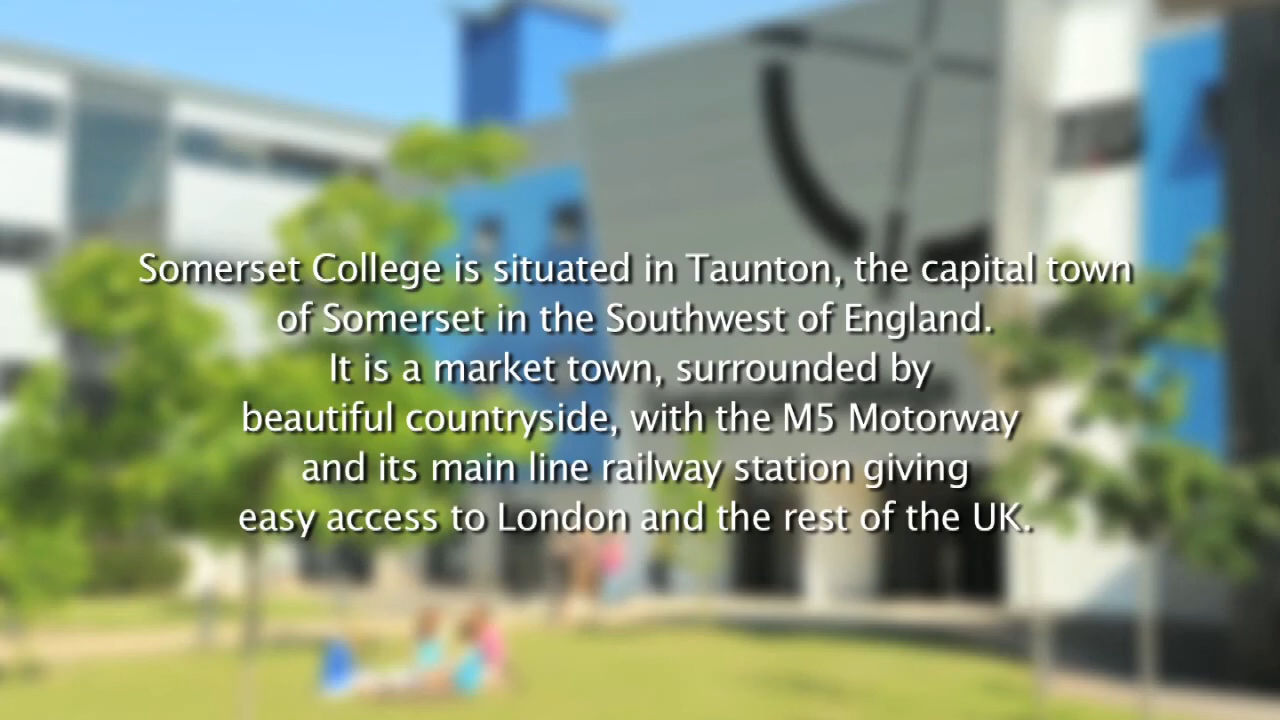 Somerset College is situated in Taunton, the capital town
of Somerset in the Southwest of England.
It is a market town, surrounded by
beautiful countryside, with the M5 Motorway
and its main line railway station giving
easy access to London and the rest of the UK.